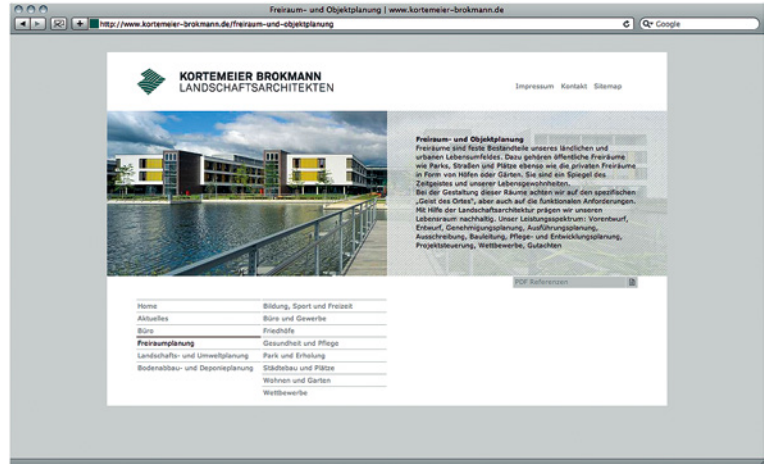 Freiraum- und Objektplanung | www.kortemeier-brokmann.de
http://www.kortemeier-brokmann.de/freiraum-und-objektplanung
Google
KORTEMEIER BROKMANN
LANDSCHAFTSARCHITEKTEN
Impressum Kontakt Sitemap
Freiraum- und Objektplanung
Freiräume sind feste Bestandteile unseres ländlichen und
urbanen Lebensumfeldes. Dazu gehören öffentliche Freiräume
wie Parks, Straßen und Plätze ebenso wie die privaten Freiräume
in Form von Höfen oder Gärten. Sie sind ein Spiegel des
Zeitgeistes und unserer Lebensgewohnheiten.
Bei der Gestaltung dieser Räume achten wir auf den spezifischen
„Geist des Ortes", aber auch auf die funktionalen Anforderungen.
Mit Hilfe der Landschaftsarchitektur prägen wir unseren
Lebensraum nachhaltig. Unser Leistungsspektrum: Vorentwurf,
Entwurf, Genehmigungsplanung, Ausführungsplanung,
Ausschreibung, Bauleitung, Pflege- und Entwicklungsplanung,
Projektsteuerung, Wettbewerbe, Gutachten
PDF Referenzen
Home
Aktuelles
Büro
Freiraumplanung
Landschafts- und Umweltplanung
Bodenabbau- und Deponieplanung
Bildung, Sport und Freizeit
Büro und Gewerbe
Friedhöfe
Gesundheit und Pflege
Park und Erholung
Städtebau und Plätze
Wohnen und Garten
Wettbewerbe